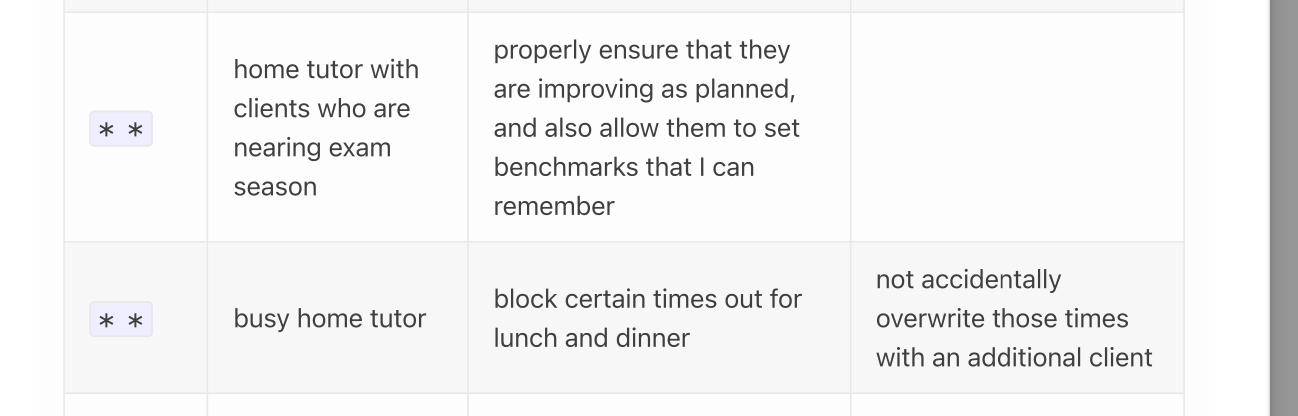 * *
home tutor with
clients who are
nearing exam
season
properly ensure that they
are improving as planned,
and also allow them to set
benchmarks that I can
remember
* *
busy home tutor
block certain times out for
lunch and dinner
not accidentally
overwrite those times
with an additional client